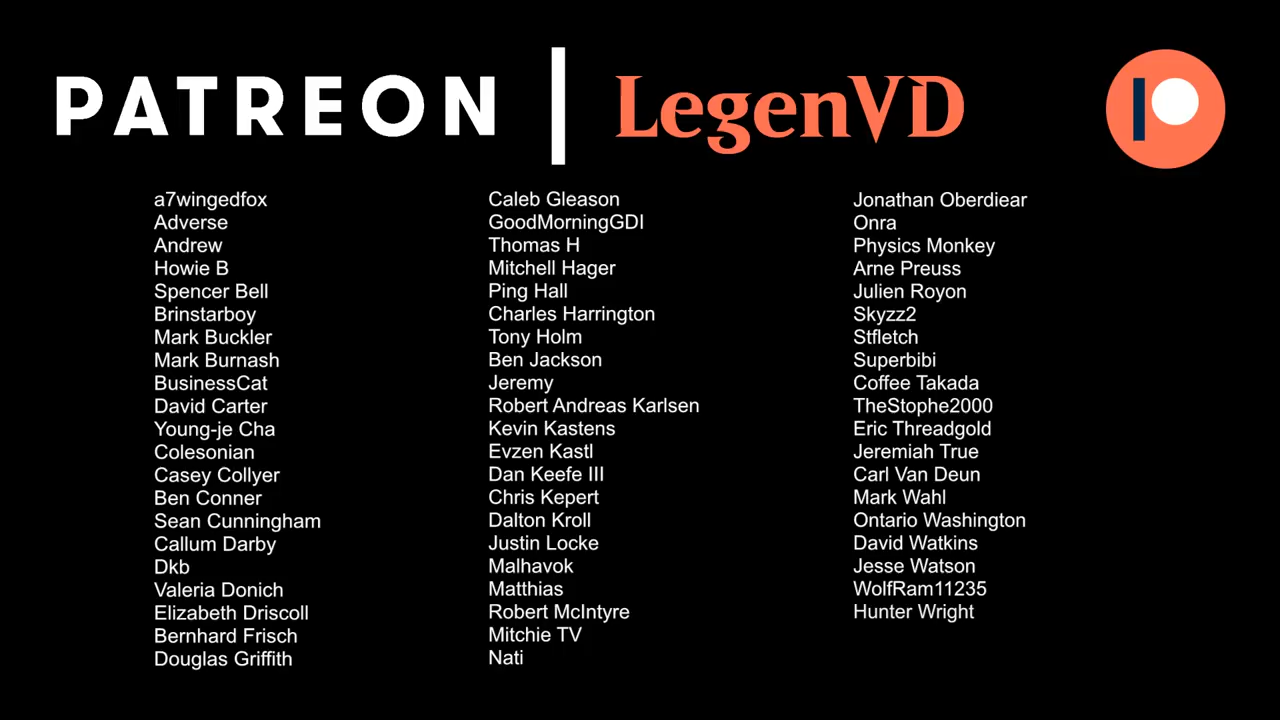 PATREON | LegenVD
a7wingedfox
Adverse
Andrew
Howie B
Spencer Bell
Brinstarboy
Mark Buckler
Mark Burnash
BusinessCat
David Carter
Young-je Cha
Colesonian
Casey Collyer
Ben Conner
Sean Cunningham
Callum Darby
Dkb
Valeria Donich
Elizabeth Driscoll
Bernhard Frisch
Douglas Griffith
Caleb Gleason
GoodMorningGDI
Thomas H
Mitchell Hager
Ping Hall
Charles Harrington
Tony Holm
Ben Jackson
Jeremy
Robert Andreas Karlsen
Kevin Kastens
Evzen Kastl
Dan Keefe III
Chris Kepert
Dalton Kroll
Justin Locke
Malhavok
Matthias
Robert McIntyre
Mitchie TV
Nati
Jonathan Oberdiear
Onra
Physics Monkey
Arne Preuss
Julien Royon
Skyzz2
Stfletch
Superbibi
Coffee Takada
TheStophe2000
Eric Threadgold
Jeremiah True
Carl Van Deun
Mark Wahl
Ontario Washington
David Watkins
Jesse Watson
WolfRam11235
Hunter Wright